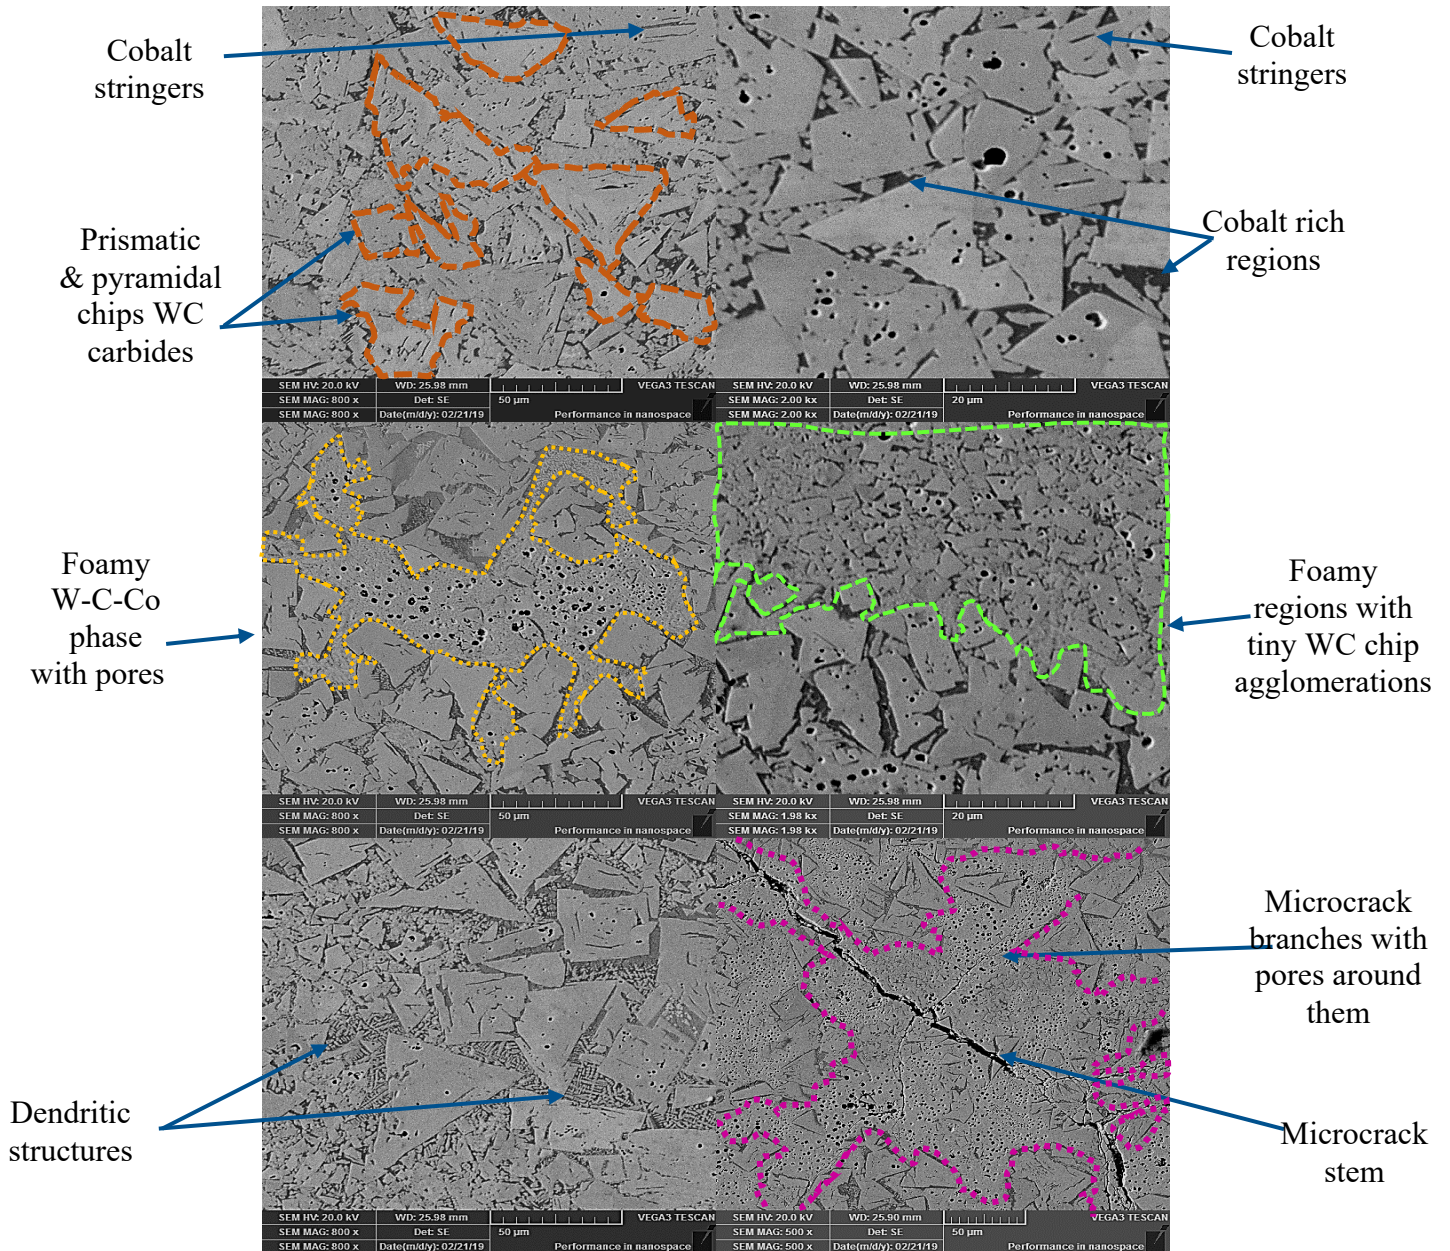 Cobalt
stringers
Cobalt
stringers
Prismatic
& pyramidal
chips WC
carbides
Cobalt rich
regions
SEM HV: 20.0 kV WD: 25.98 mm VEGA3 TESCAN
SEM MAG: 800 x Det: SE 50 µm
SEM MAG: 800 x Date(m/d/y): 02/21/19 Performance in nanospace
SEM HV: 20.0 kV WD: 25.98 mm VEGA3 TESCAN
SEM MAG: 2.00 kx Det: SE 20 µm
SEM MAG: 2.00 kx Date(m/d/y): 02/21/19 Performance in nanospace
Foamy
W-C-Co
phase
with pores
Foamy
regions with
tiny WC chip
agglomerations
SEM HV: 20.0 kV WD: 25.98 mm VEGA3 TESCAN
SEM MAG: 800 x Det: SE 50 µm
SEM MAG: 800 x Date(m/d/y): 02/21/19 Performance in nanospace
SEM HV: 20.0 kV WD: 25.98 mm VEGA3 TESCAN
SEM MAG: 1.98 kx Det: SE 20 µm
SEM MAG: 1.98 kx Date(m/d/y): 02/21/19 Performance in nanospace
Microcrack
branches with
pores around
them
Dendritic
structures
Microcrack
stem
SEM HV: 20.0 kV WD: 25.98 mm VEGA3 TESCAN
SEM MAG: 800 x Det: SE 50 µm
SEM MAG: 800 x Date(m/d/y): 02/21/19 Performance in nanospace
SEM HV: 20.0 kV WD: 25.90 mm VEGA3 TESCAN
SEM MAG: 500 x Det: SE 50 µm
SEM MAG: 500 x Date(m/d/y): 02/21/19 Performance in nanospace